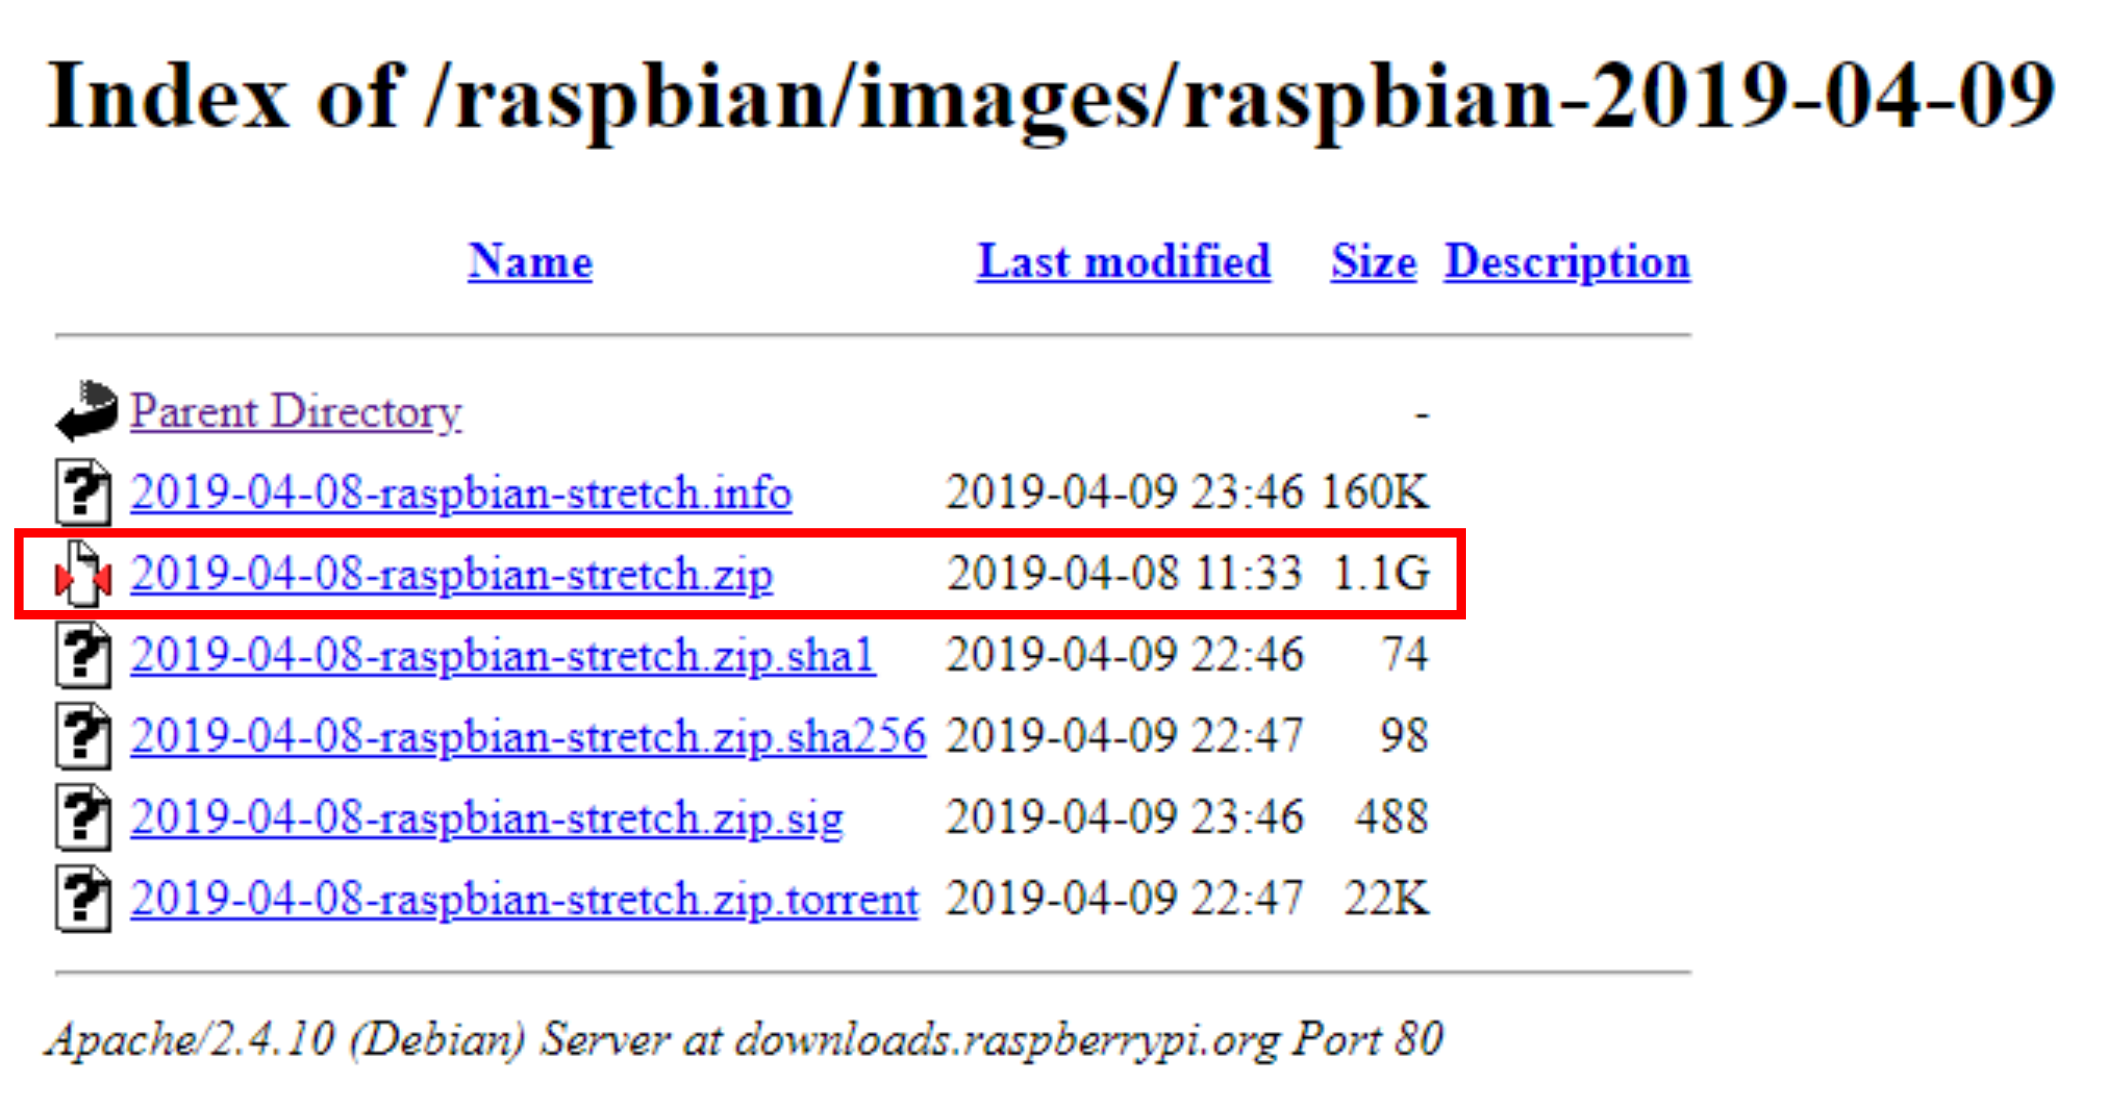 Index of /raspbian/images/raspbian-2019-04-09
Name Last modified Size Description
Parent Directory -
2019-04-08-raspbian-stretch.info 2019-04-09 23:46 160K
2019-04-08-raspbian-stretch.zip 2019-04-08 11:33 1.1G
2019-04-08-raspbian-stretch.zip.sha1 2019-04-09 22:46 74
2019-04-08-raspbian-stretch.zip.sha256 2019-04-09 22:47 98
2019-04-08-raspbian-stretch.zip.sig 2019-04-09 23:46 488
2019-04-08-raspbian-stretch.zip.torrent 2019-04-09 22:47 22K
Apache/2.4.10 (Debian) Server at downloads.raspberrypi.org Port 80